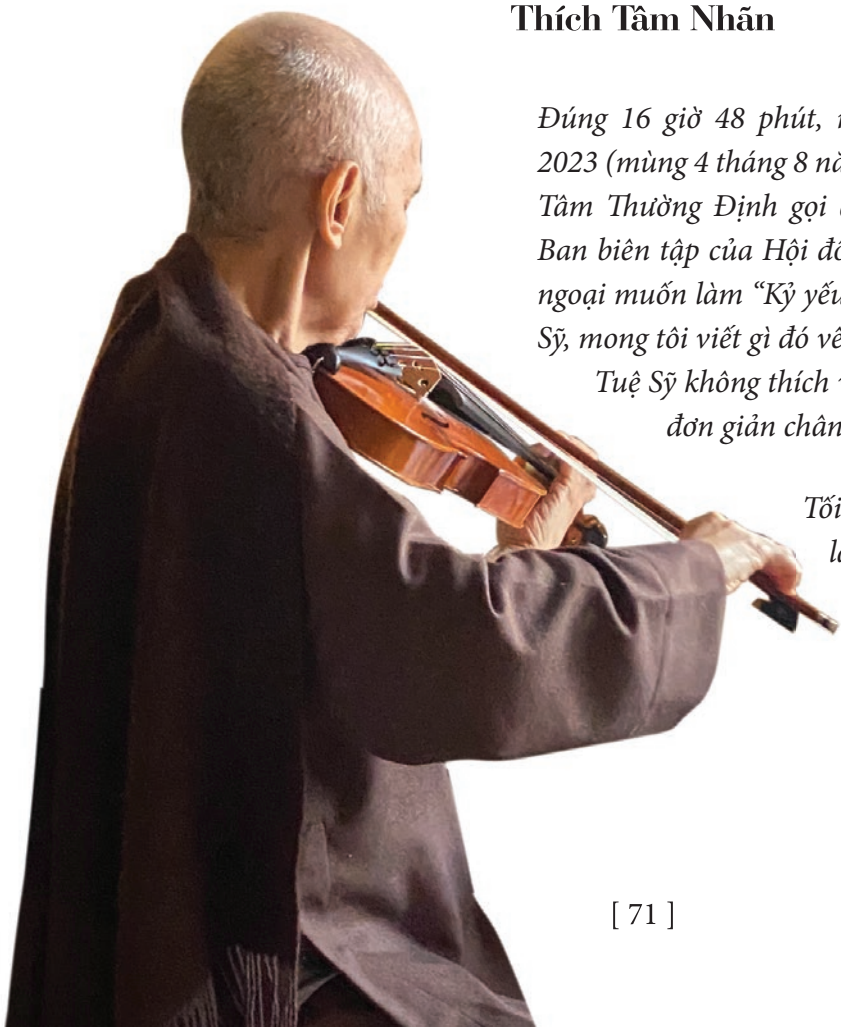 Thích Tâm Nhãn
Đúng 16 giờ 48 phút,
2023 (mùng 4 tháng 8
Tâm Thường Định gọi
Ban biên tập của Hội
ngoại muốn làm “Kỷ yếu
Sỹ, mong tôi viết gì đó về
Tuệ Sỹ không thích
đơn giản chân
Tối
[ 71 ]